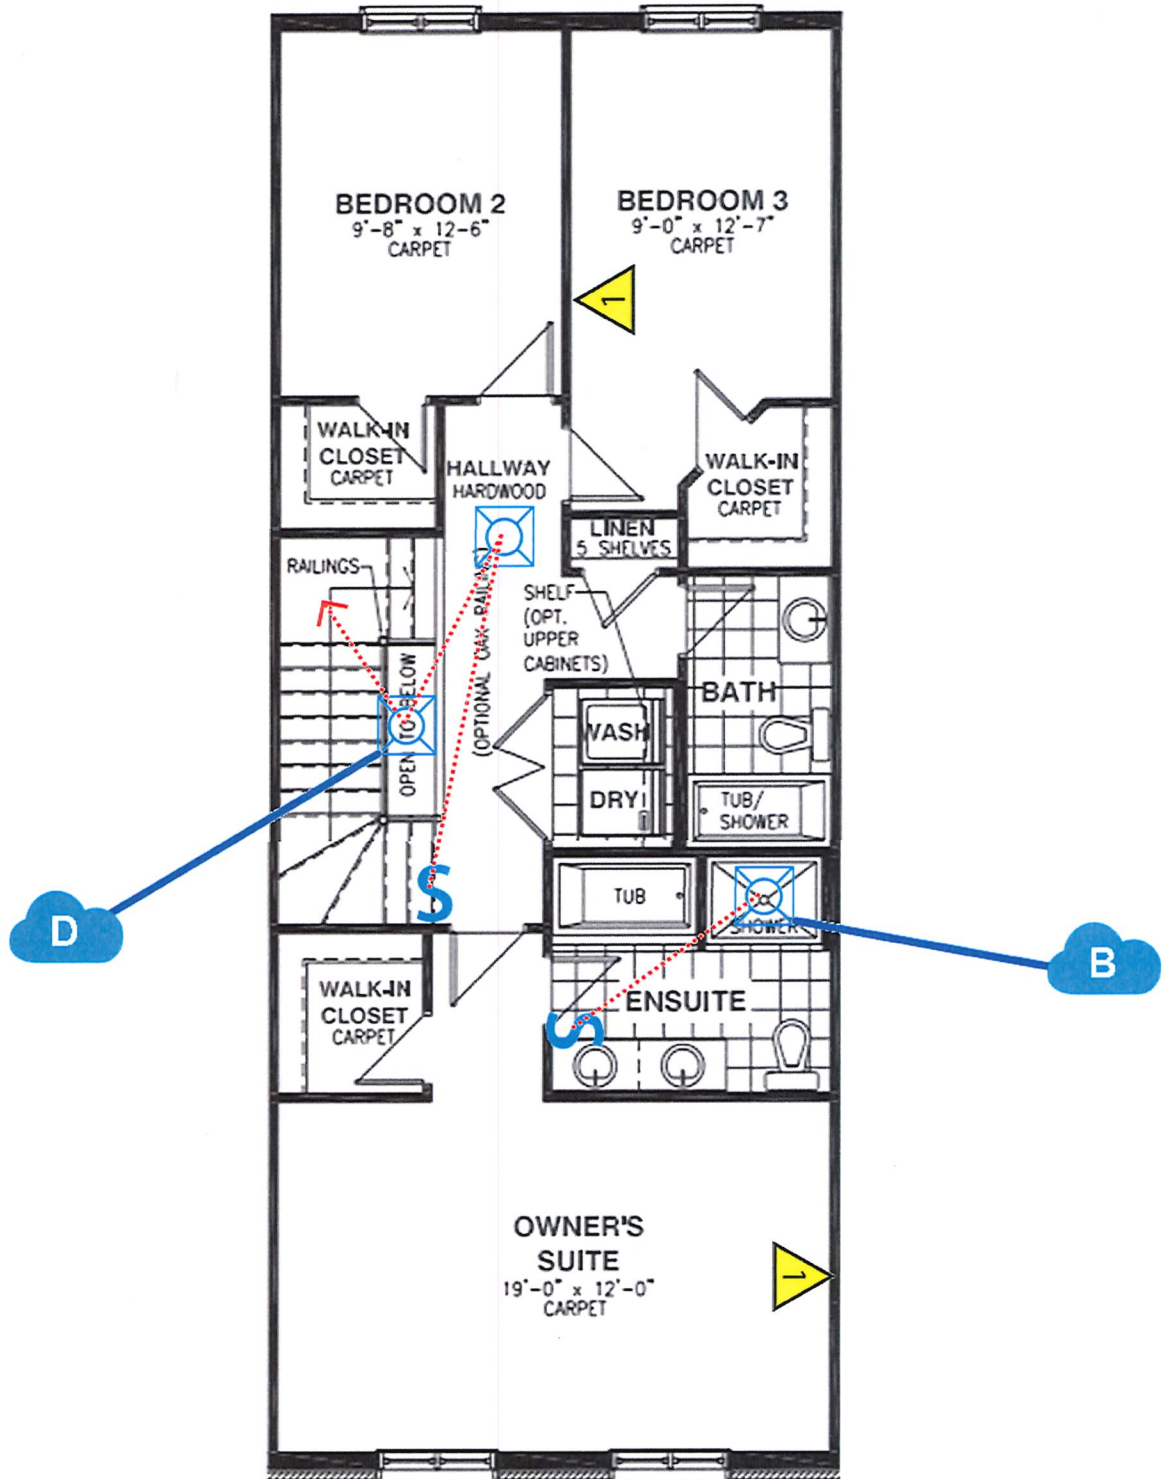 BEDROOM 2
9'-8" x 12-6"
CARPET
BEDROOM 3
9'-0" x 12'-7"
CARPET
1
WALK-IN
CLOSET
CARPET
HALLWAY
HARDWOOD
WALK-IN
CLOSET
CARPET
LINEN
5 SHELVES
RAILINGS
SHELF
(OPT.
UPPER
CABINETS)
(OPTIONAL OAK RAILING)
OPEN TO BELOW
BATH
WASH
DRY
TUB/
SHOWER
S
TUB
SHOWER
D
B
WALK-IN
CLOSET
CARPET
ENSUITE
S
OWNER'S
SUITE
19'-0" x 12'-0"
CARPET
1